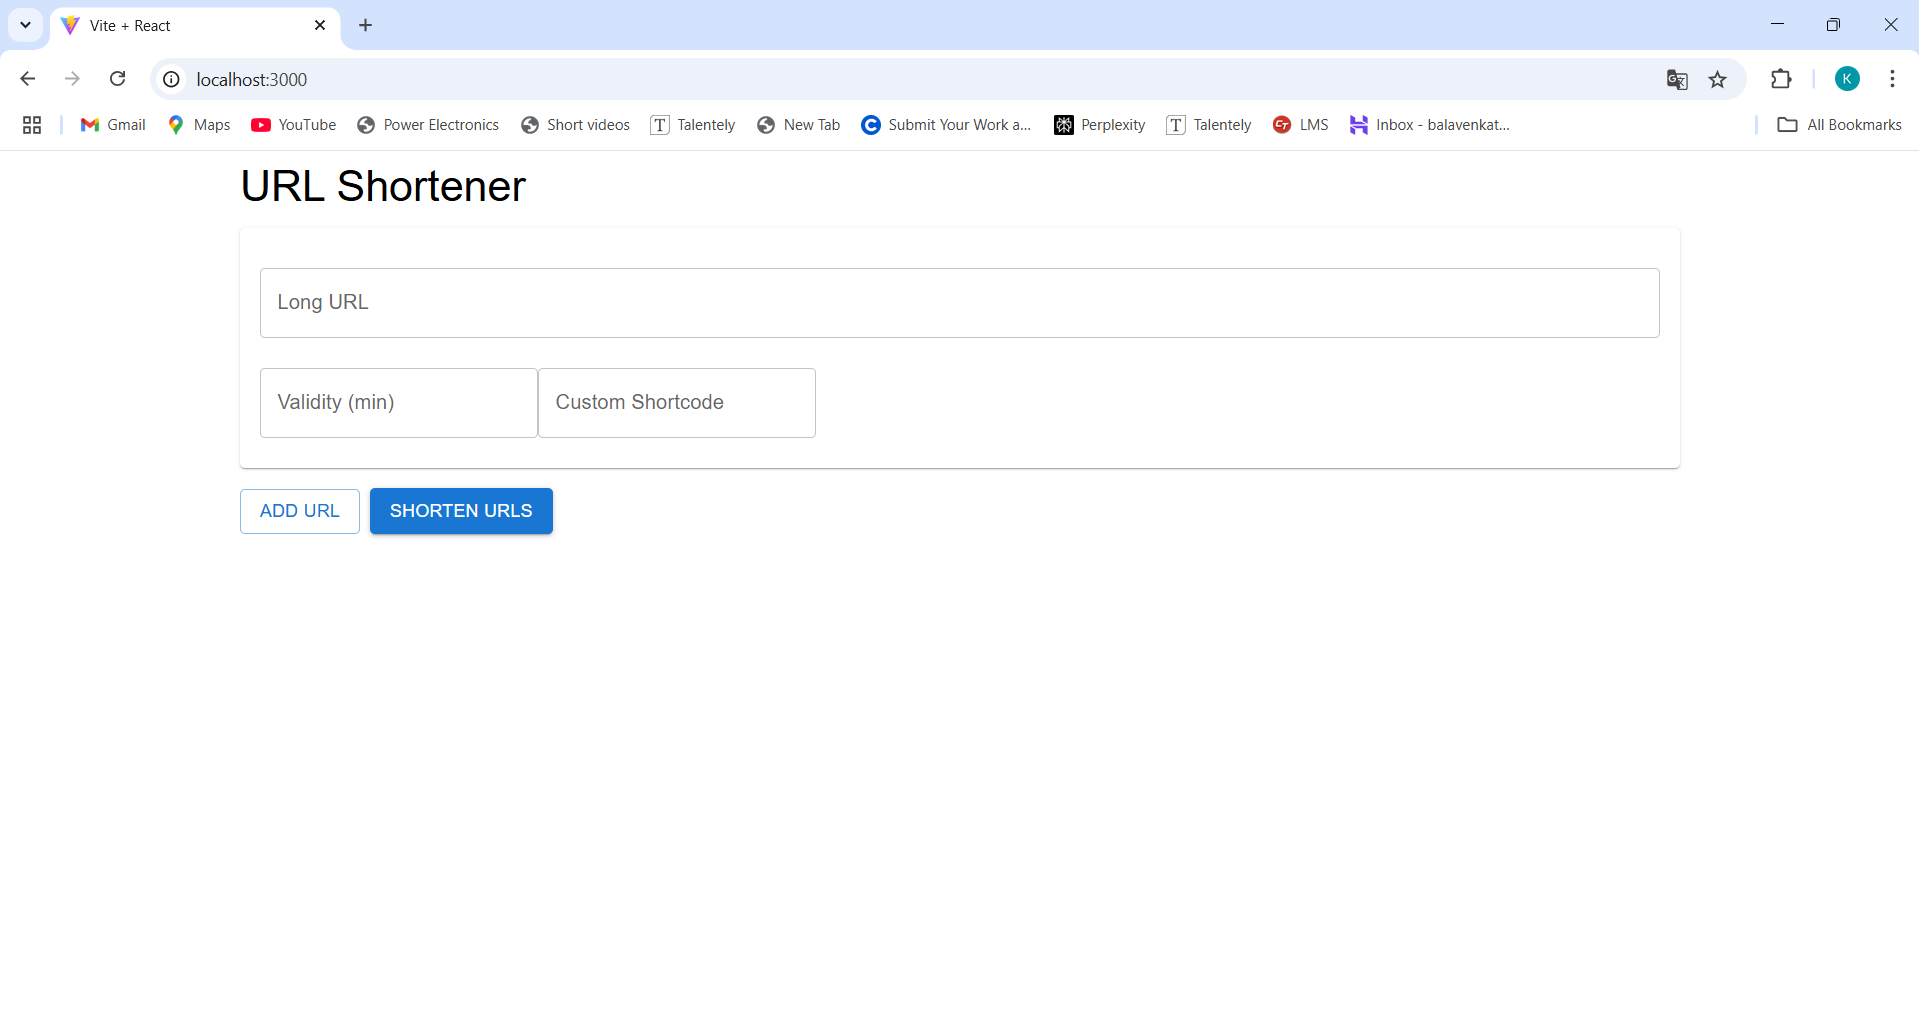 Vite + React
localhost:3000
Gmail Maps YouTube Power Electronics Short videos T Talentely New Tab Submit Your Work a... Perplexity T Talentely CT LMS Inbox - balavenkat... All Bookmarks
K
URL Shortener
Long URL
Validity (min) Custom Shortcode
ADD URL SHORTEN URLS